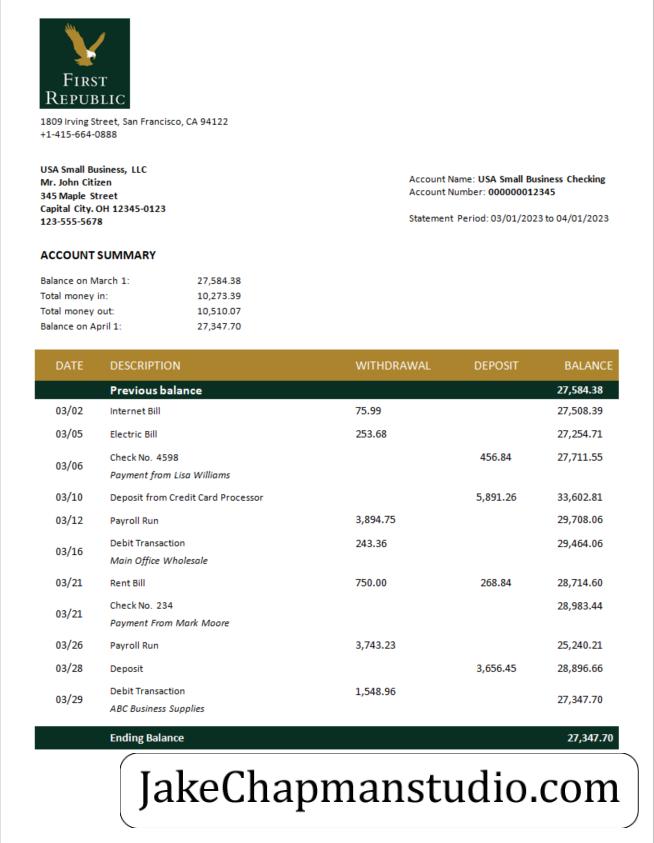 FIRST
REPUBLIC
1809 Irving Street, San Francisco, CA 94122
+1-415-664-0888
USA Small Business, LLC
Mr. John Citizen
345 Maple Street
Capital City. OH 12345-0123
123-555-5678
Account Name: USA Small Business Checking
Account Number: 000000012345
Statement Period: 03/01/2023 to 04/01/2023
ACCOUNT SUMMARY
Balance on March 1: 27,584.38
Total money in: 10,273.39
Total money out: 10,510.07
Balance on April 1: 27,347.70
DATE DESCRIPTION WITHDRAWAL DEPOSIT BALANCE
Previous balance 27,584.38
03/02 Internet Bill 75.99 27,508.39
03/05 Electric Bill 253.68 27,254.71
03/06 Check No. 4598 456.84 27,711.55
Payment from Lisa Williams
03/10 Deposit from Credit Card Processor 5,891.26 33,602.81
03/12 Payroll Run 3,894.75 29,708.06
03/16 Debit Transaction 243.36 29,464.06
Main Office Wholesale
03/21 Rent Bill 750.00 268.84 28,714.60
03/21 Check No. 234 28,983.44
Payment From Mark Moore
03/26 Payroll Run 3,743.23 25,240.21
03/28 Deposit 3,656.45 28,896.66
03/29 Debit Transaction 1,548.96 27,347.70
ABC Business Supplies
Ending Balance 27,347.70
JakeChapmanstudio.com